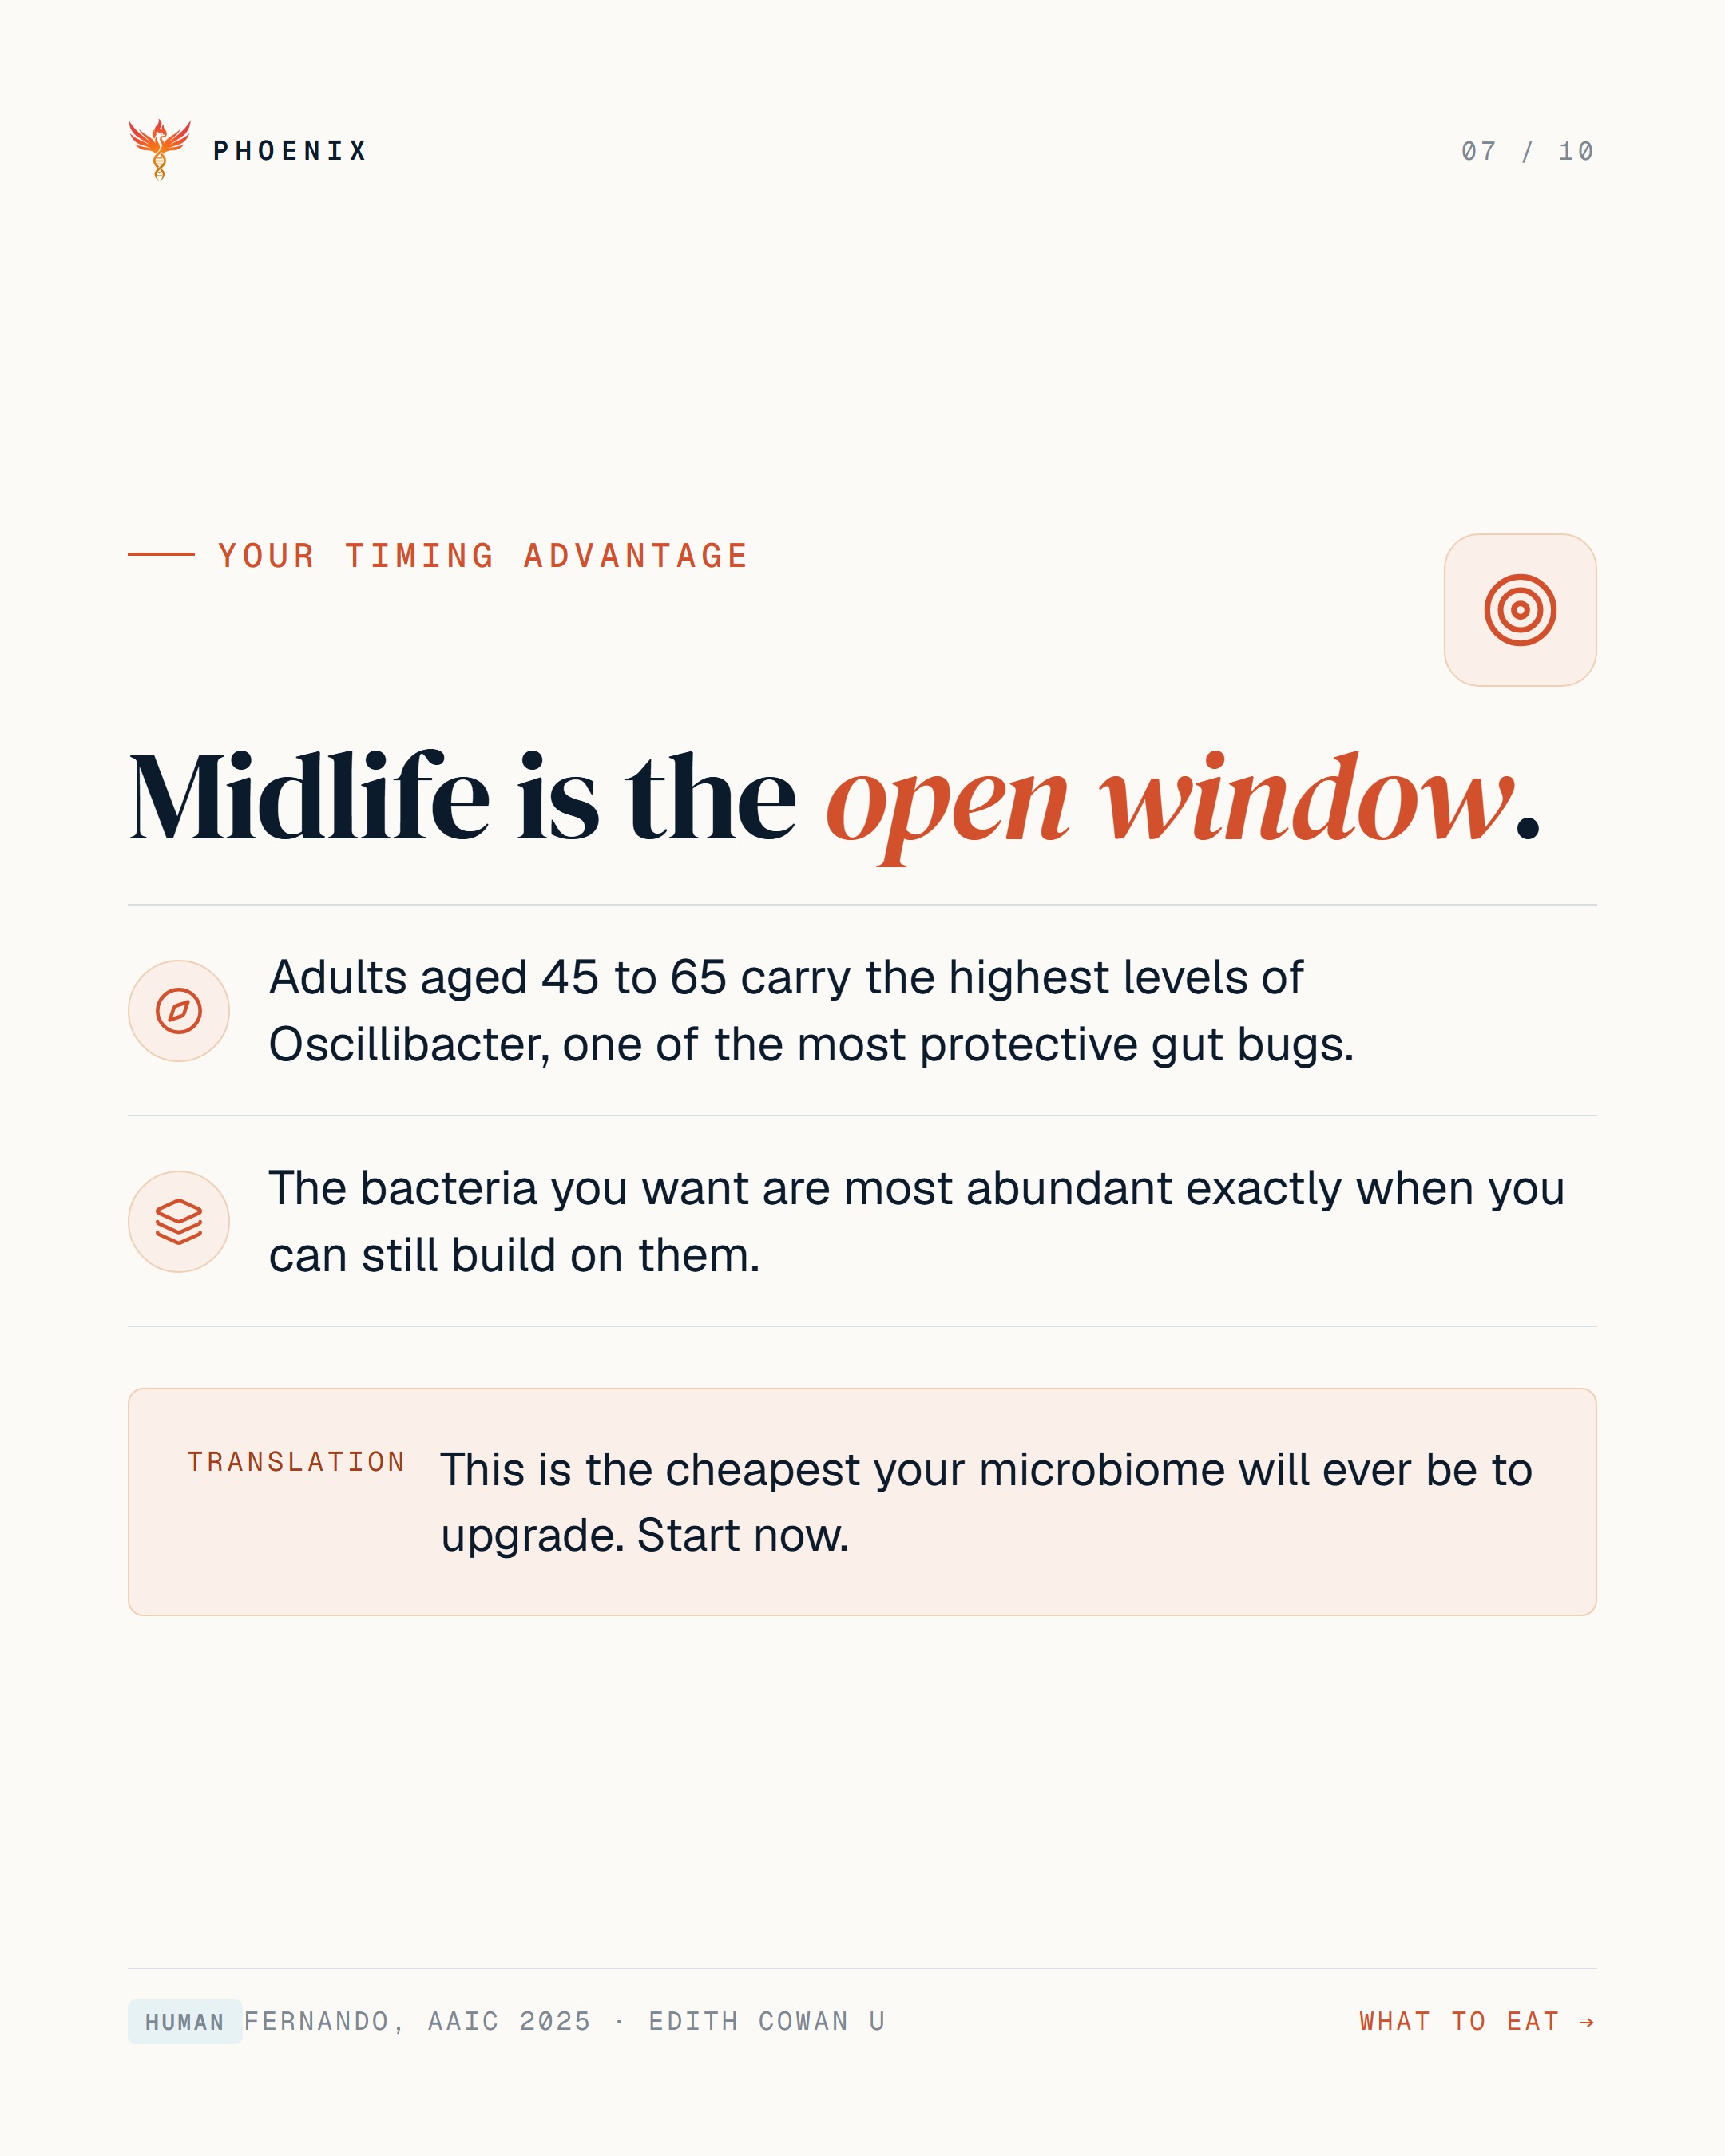 PHOENIX
07 / 10
YOUR TIMING ADVANTAGE
Midlife is the open window.
Adults aged 45 to 65 carry the highest levels of
Oscillibacter, one of the most protective gut bugs.
The bacteria you want are most abundant exactly when you
can still build on them.
TRANSLATION
This is the cheapest your microbiome will ever be to
upgrade. Start now.
HUMAN FERNANDO, AAIC 2025 · EDITH COWAN U
WHAT TO EAT →